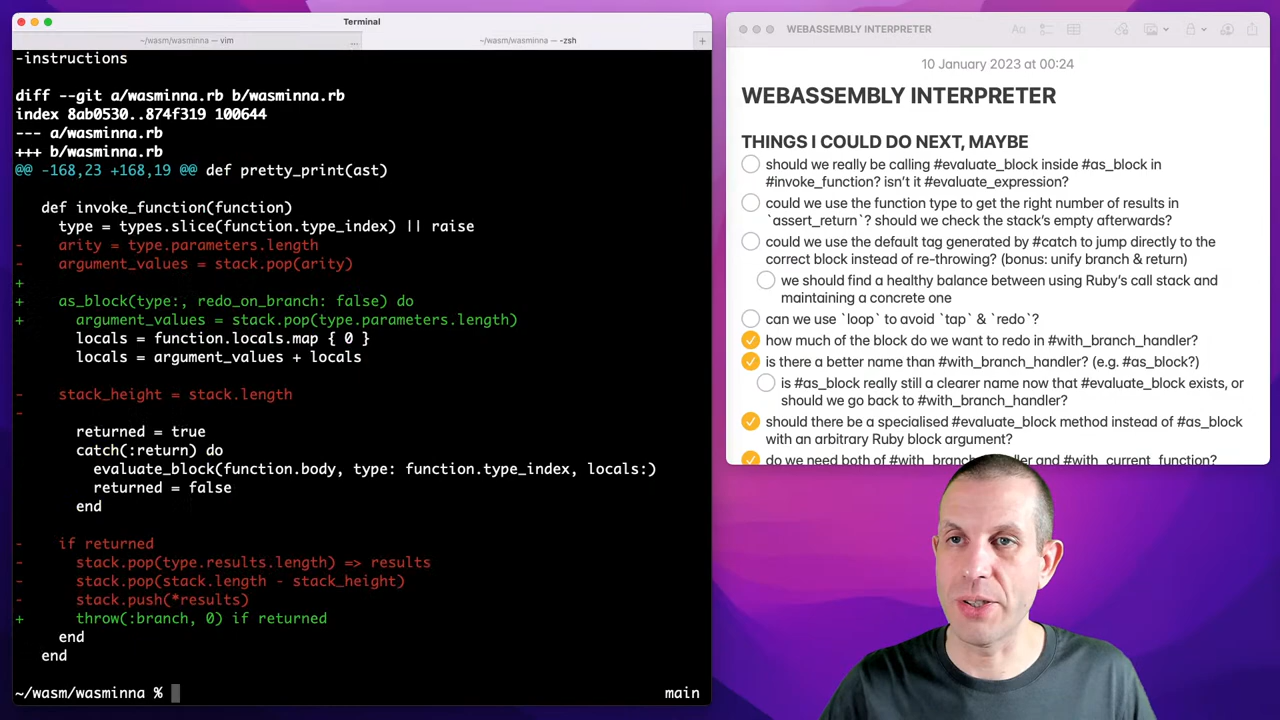 Terminal
~/wasm/wasminna — vim
...
~/wasm/wasminna — -zsh
+
-instructions
diff --git a/wasminna.rb b/wasminna.rb
index 8ab0530..874f319 100644
--- a/wasminna.rb
+++ b/wasminna.rb
@@ -168,23 +168,19 @@ def pretty_print(ast)
def invoke_function(function)
type = types.slice(function.type_index) || raise
- arity = type.parameters.length
- argument_values = stack.pop(arity)
+
+ as_block(type:, redo_on_branch: false) do
+ argument_values = stack.pop(type.parameters.length)
locals = function.locals.map { 0 }
locals = argument_values + locals
- stack_height = stack.length
-
returned = true
catch(:return) do
evaluate_block(function.body, type: function.type_index, locals:)
returned = false
end
- if returned
- stack.pop(type.results.length) => results
- stack.pop(stack.length - stack_height)
- stack.push(*results)
+ throw(:branch, 0) if returned
end
end
~/wasm/wasminna %
main
WEBASSEMBLY INTERPRETER
Aa
10 January 2023 at 00:24
WEBASSEMBLY INTERPRETER
THINGS I COULD DO NEXT, MAYBE
should we really be calling #evaluate_block inside #as_block in
#invoke_function? isn't it #evaluate_expression?
could we use the function type to get the right number of results in
`assert_return`? should we check the stack's empty afterwards?
could we use the default tag generated by #catch to jump directly to the
correct block instead of re-throwing? (bonus: unify branch & return)
we should find a healthy balance between using Ruby's call stack and
maintaining a concrete one
can we use `loop` to avoid `tap` & `redo`?
how much of the block do we want to redo in #with_branch_handler?
is there a better name than #with_branch_handler? (e.g. #as_block?)
is #as_block really still a clearer name now that #evaluate_block exists, or
should we go back to #with_branch_handler?
should there be a specialised #evaluate_block method instead of #as_block
with an arbitrary Ruby block argument?
do we need both of #with_branch_handler and #with_current_function?